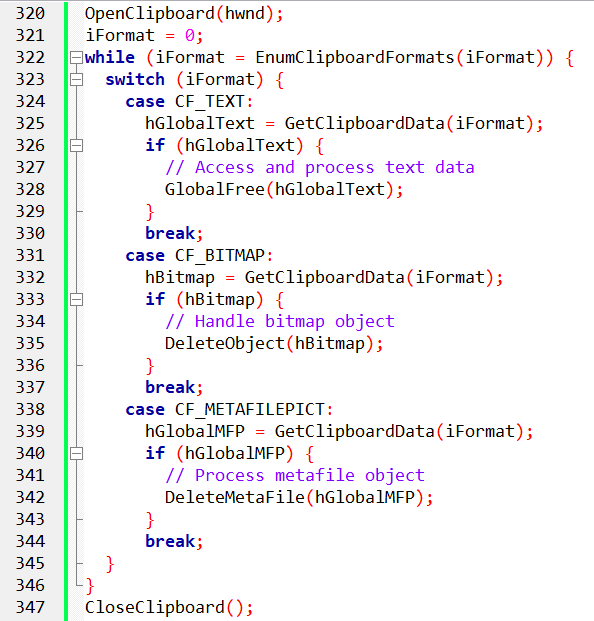 320 OpenClipboard(hwnd);
321 iFormat = 0;
322 while (iFormat = EnumClipboardFormats(iFormat)) {
323   switch (iFormat) {
324     case CF_TEXT:
325       hGlobalText = GetClipboardData(iFormat);
326       if (hGlobalText) {
327         // Access and process text data
328         GlobalFree(hGlobalText);
329       }
330       break;
331     case CF_BITMAP:
332       hBitmap = GetClipboardData(iFormat);
333       if (hBitmap) {
334         // Handle bitmap object
335         DeleteObject(hBitmap);
336       }
337       break;
338     case CF_METAFILEPICT:
339       hGlobalMFP = GetClipboardData(iFormat);
340       if (hGlobalMFP) {
341         // Process metafile object
342         DeleteMetaFile(hGlobalMFP);
343       }
344       break;
345   }
346 }
347 CloseClipboard();